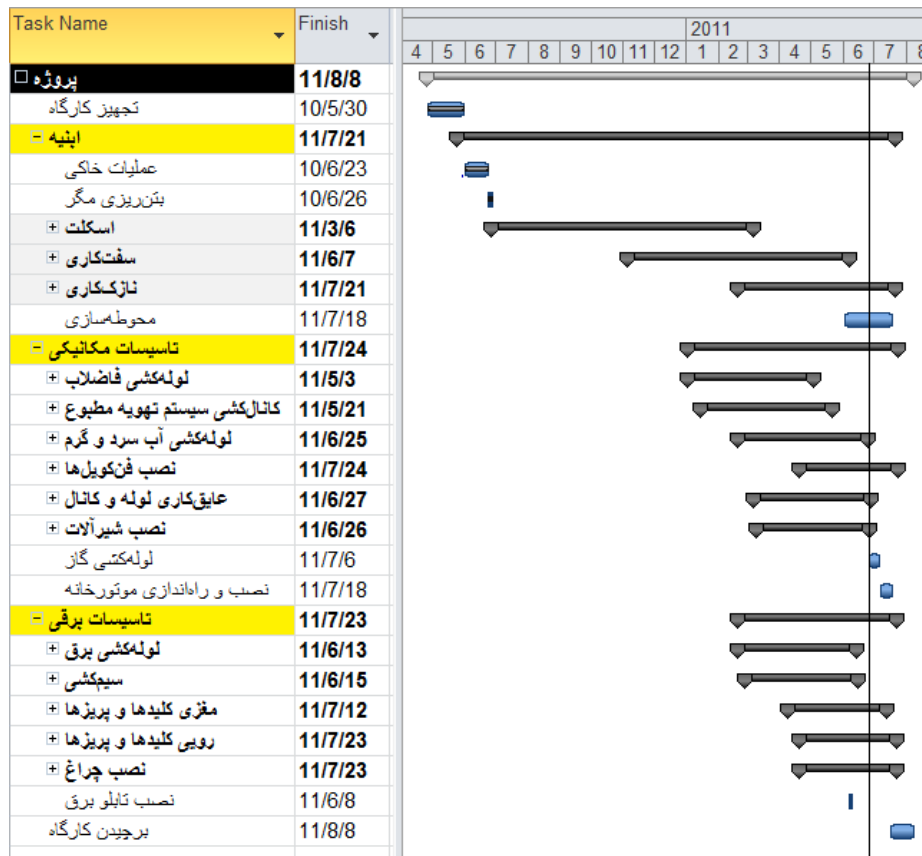 Task Name Finish
2011
4 5 6 7 8 9 10 11 12 1 2 3 4 5 6 7 8
پروژه 11/8/8
تجهیز کارگاه 10/5/30
ابنیه 11/7/21
عملیات خاکی 10/6/23
بتن‌ریزی مگر 10/6/26
اسکلت 11/3/6
سفت‌کاری 11/6/7
نازک‌کاری 11/7/21
محوطه‌سازی 11/7/18
تاسیسات مکانیکی 11/7/24
لوله‌کشی فاضلاب 11/5/3
کانال‌کشی سیستم تهویه مطبوع 11/5/21
لوله‌کشی آب سرد و گرم 11/6/25
نصب فن‌کویل‌ها 11/7/24
عایق‌کاری لوله و کانال 11/6/27
نصب شیرآلات 11/6/26
لوله‌کشی گاز 11/7/6
نصب و راه‌اندازی موتورخانه 11/7/18
تاسیسات برقی 11/7/23
لوله‌کشی برق 11/6/13
سیم‌کشی 11/6/15
مغزی کلیدها و پریزها 11/7/12
رویی کلیدها و پریزها 11/7/23
نصب چراغ 11/7/23
نصب تابلو برق 11/6/8
برچیدن کارگاه 11/8/8